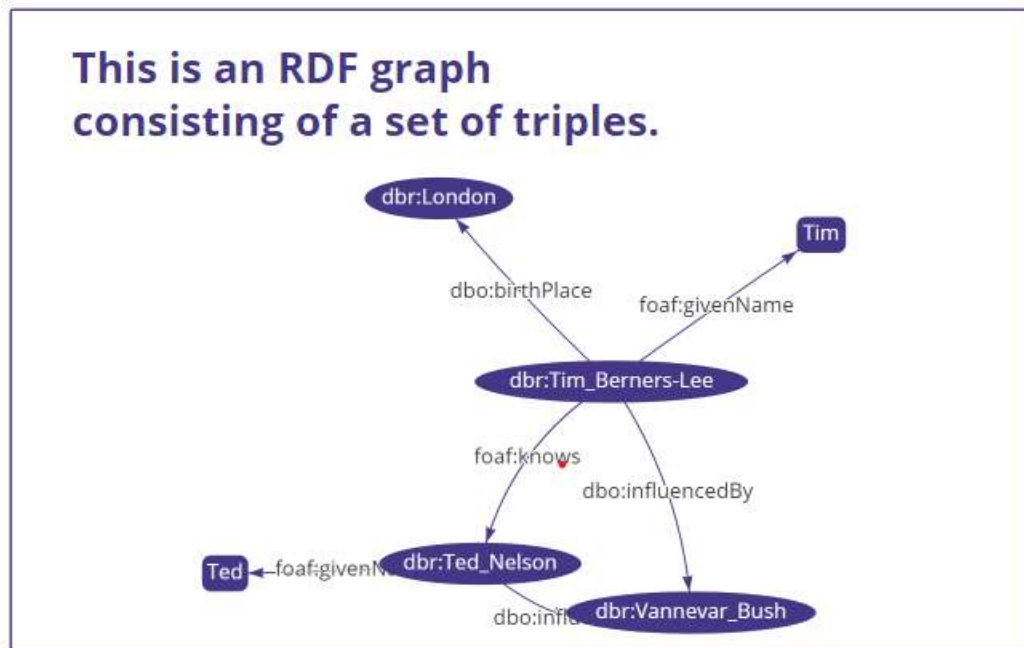 This is an RDF graph
consisting of a set of triples.
dbr:London
Tim
dbo:birthPlace
foaf:givenName
dbr:Tim_Berners-Lee
foaf:knows
dbo:influencedBy
Ted
dbr:Ted_Nelson
dbr:Vannevar_Bush